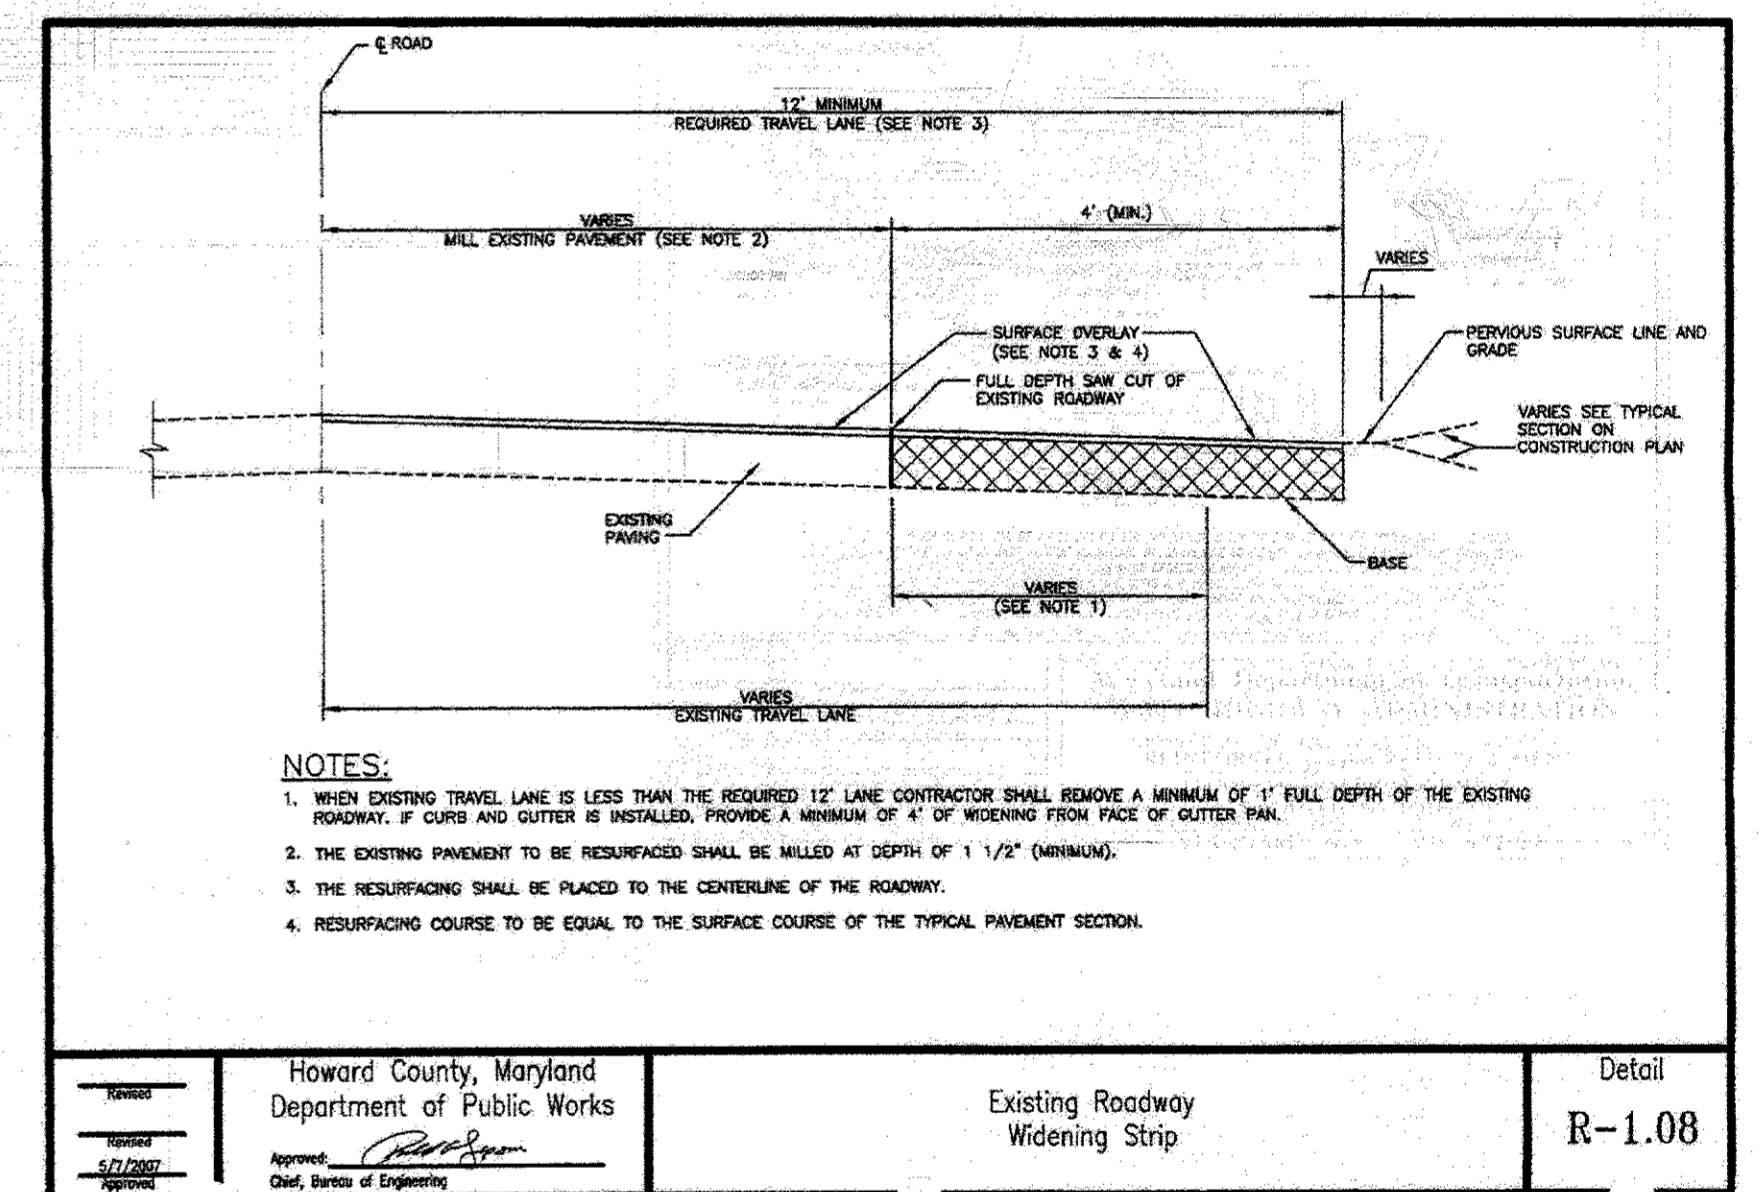 ℄ ROAD
12' MINIMUM
REQUIRED TRAVEL LANE (SEE NOTE 3)
VARIES
MILL EXISTING PAVEMENT (SEE NOTE 2)
4' (MIN.)
VARIES
SURFACE OVERLAY
(SEE NOTE 3 & 4)
PERVIOUS SURFACE LINE AND
GRADE
FULL DEPTH SAW CUT OF
EXISTING ROADWAY
VARIES SEE TYPICAL
SECTION ON
CONSTRUCTION PLAN
EXISTING
PAVING
BASE
VARIES
(SEE NOTE 1)
VARIES
EXISTING TRAVEL LANE
NOTES:
1. WHEN EXISTING TRAVEL LANE IS LESS THAN THE REQUIRED 12' LANE CONTRACTOR SHALL REMOVE A MINIMUM OF 1' FULL DEPTH OF THE EXISTING
ROADWAY. IF CURB AND GUTTER IS INSTALLED, PROVIDE A MINIMUM OF 4' OF WIDENING FROM FACE OF GUTTER PAN.
2. THE EXISTING PAVEMENT TO BE RESURFACED SHALL BE MILLED AT DEPTH OF 1 1/2" (MINIMUM).
3. THE RESURFACING SHALL BE PLACED TO THE CENTERLINE OF THE ROADWAY.
4. RESURFACING COURSE TO BE EQUAL TO THE SURFACE COURSE OF THE TYPICAL PAVEMENT SECTION.
Revised
Revised
5/7/2007
Approved
Howard County, Maryland
Department of Public Works
Approved:
Chief, Bureau of Engineering
Existing Roadway
Widening Strip
Detail
R-1.08